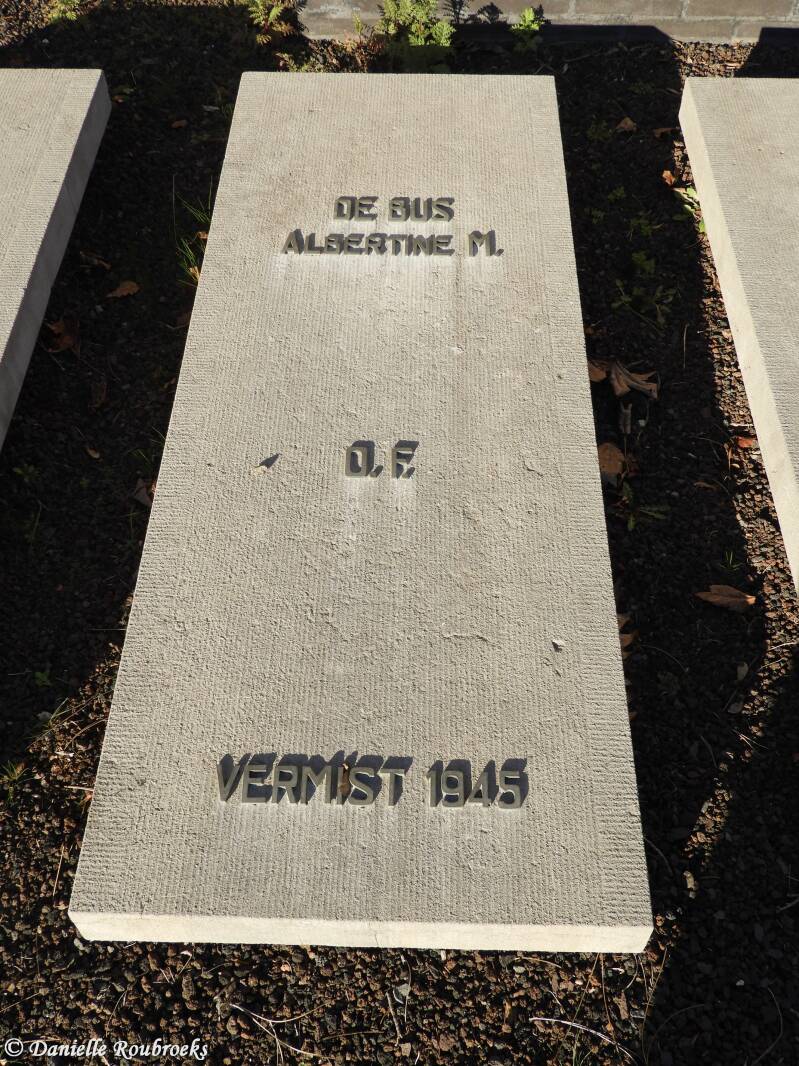 DE BUS
ALBERTINE M.
O. F.
VERMIST 1945
© Danielle Roubroeks